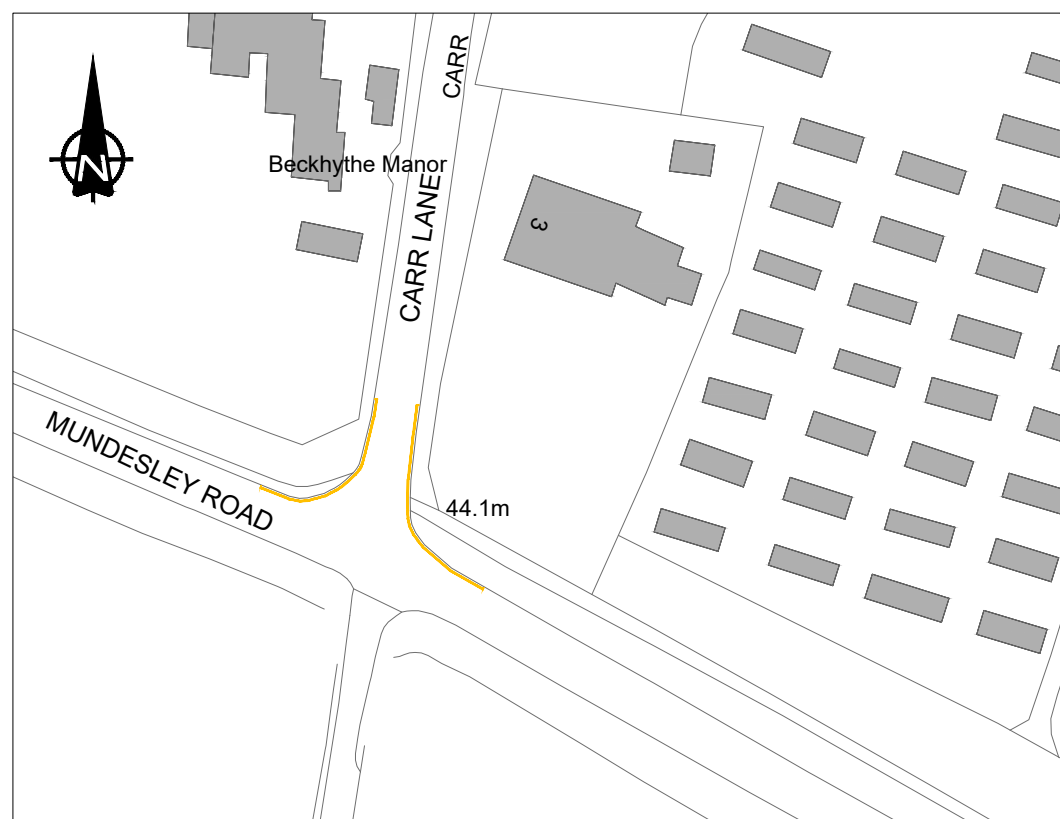 CARR
N
Beckhythe Manor
3
CARR LANE
MUNDESLEY ROAD
44.1m